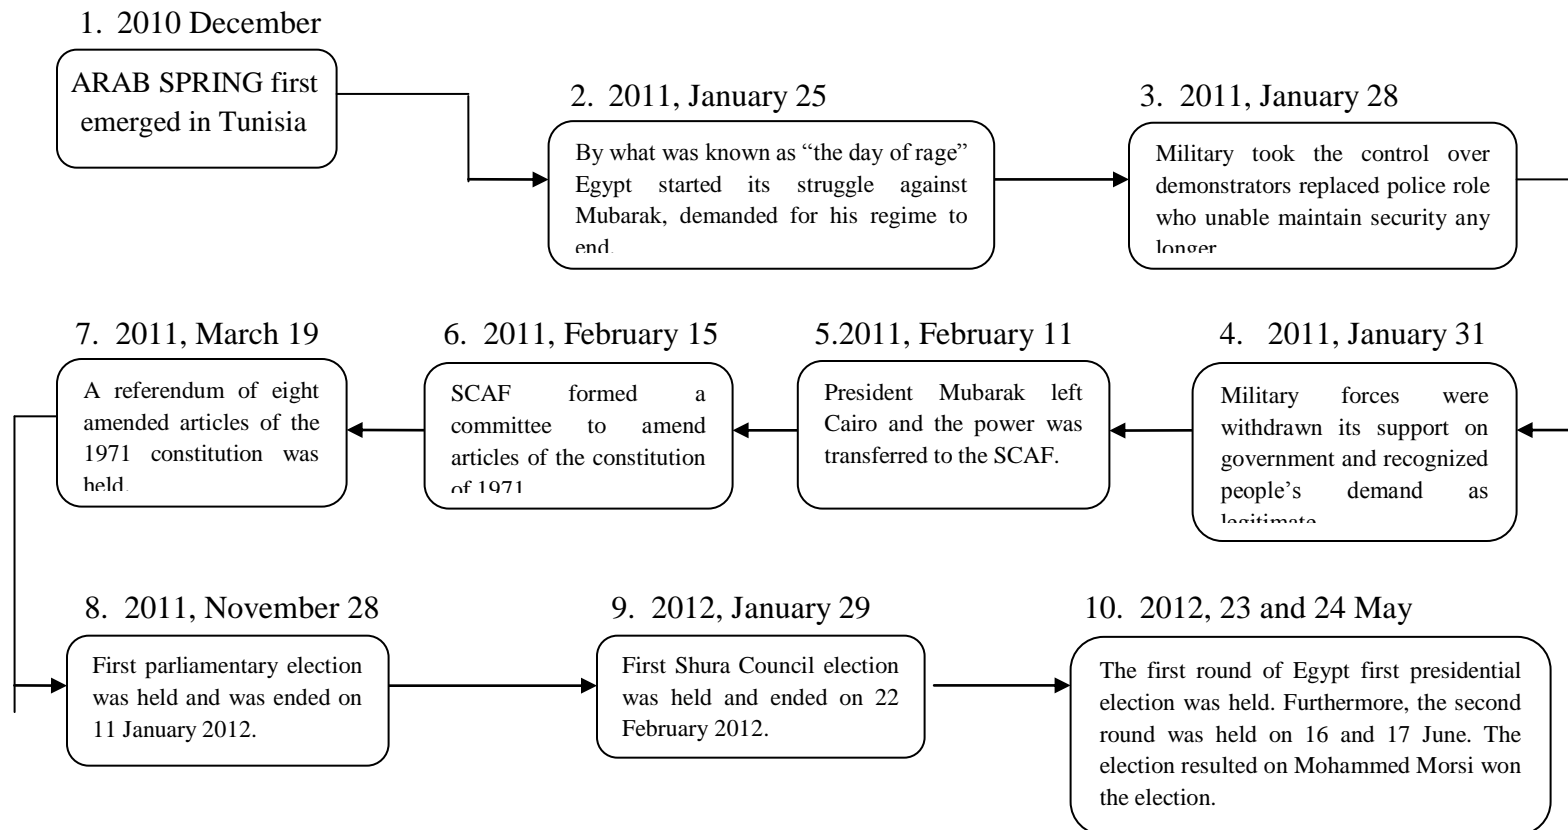 1. 2010 December
ARAB SPRING first
emerged in Tunisia
2. 2011, January 25
By what was known as “the day of rage”
Egypt started its struggle against
Mubarak, demanded for his regime to
end.
3. 2011, January 28
Military took the control over
demonstrators replaced police role
who unable maintain security any
longer
4. 2011, January 31
Military forces were
withdrawn its support on
government and recognized
people’s demand as
legitimate
5.2011, February 11
President Mubarak left
Cairo and the power was
transferred to the SCAF.
6. 2011, February 15
SCAF formed a
committee to amend
articles of the constitution
of 1971
7. 2011, March 19
A referendum of eight
amended articles of the
1971 constitution was
held.
8. 2011, November 28
First parliamentary election
was held and was ended on
11 January 2012.
9. 2012, January 29
First Shura Council election
was held and ended on 22
February 2012.
10. 2012, 23 and 24 May
The first round of Egypt first presidential
election was held. Furthermore, the second
round was held on 16 and 17 June. The
election resulted on Mohammed Morsi won
the election.